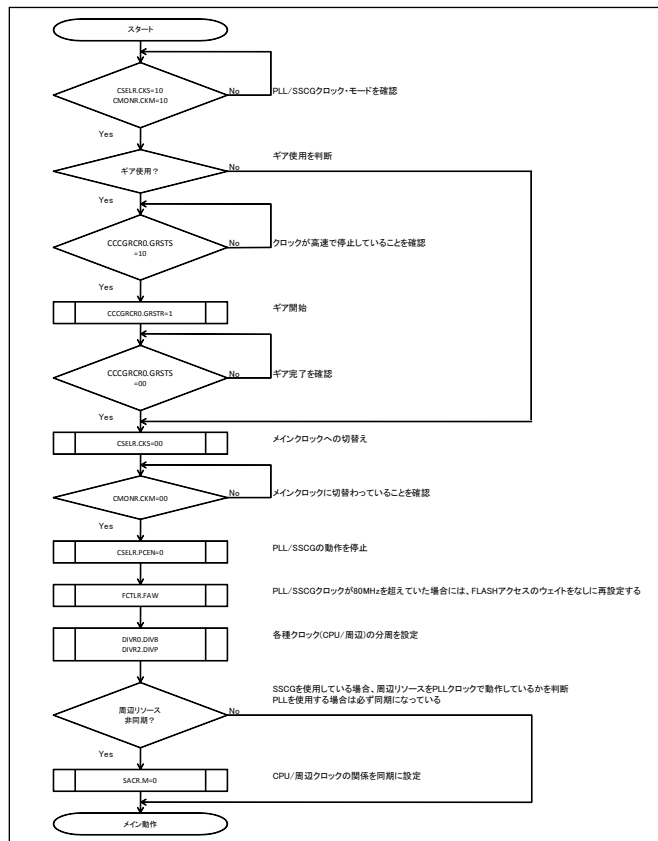 スタート
CSELR.CKS=10
CMONR.CKM=10
No
PLL/SSCGクロック・モードを確認
Yes
ギア使用を判断
ギア使用？
No
Yes
CCCGRCR0.GRSTS
=10
No
クロックが高速で停止していることを確認
Yes
CCCGRCR0.GRSTR=1
ギア開始
CCCGRCR0.GRSTS
=00
No
ギア完了を確認
Yes
CSELR.CKS=00
メインクロックへの切替え
CMONR.CKM=00
No
メインクロックに切替わっていることを確認
Yes
CSELR.PCEN=0
PLL/SSCGの動作を停止
FCTLR.FAW
PLL/SSCGクロックが80MHzを超えていた場合には、FLASHアクセスのウェイトをなしに再設定する
DIVR0.DIVB
DIVR2.DIVP
各種クロック(CPU/周辺)の分周を設定
SSCGを使用している場合、周辺リソースをPLLクロックで動作しているかを判断
PLLを使用する場合は必ず同期になっている
周辺リソース
非同期？
No
Yes
SACR.M=0
CPU/周辺クロックの関係を同期に設定
メイン動作